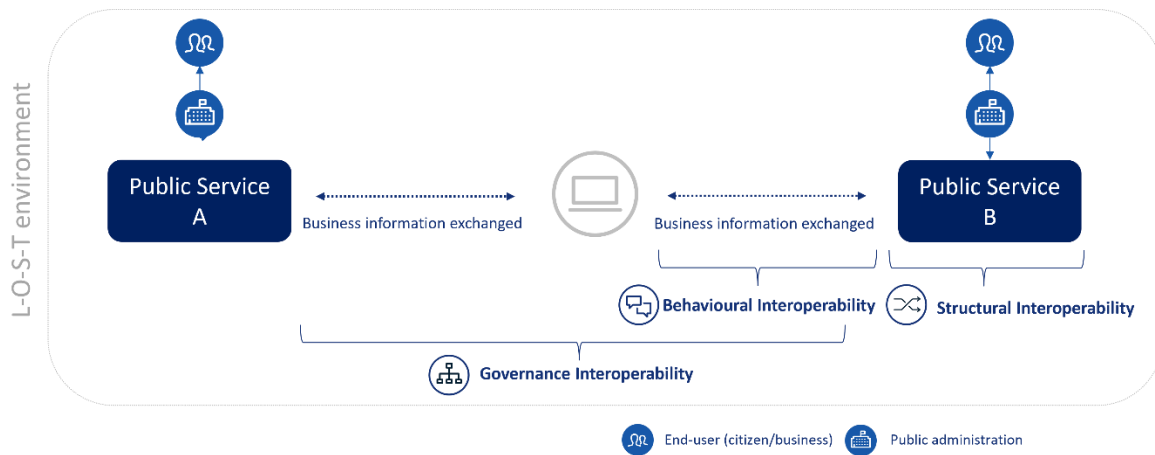 L-O-S-T environment
Public Service
A
Business information exchanged
Business information exchanged
Public Service
B
Behavioural Interoperability
Structural Interoperability
Governance Interoperability
End-user (citizen/business)
Public administration